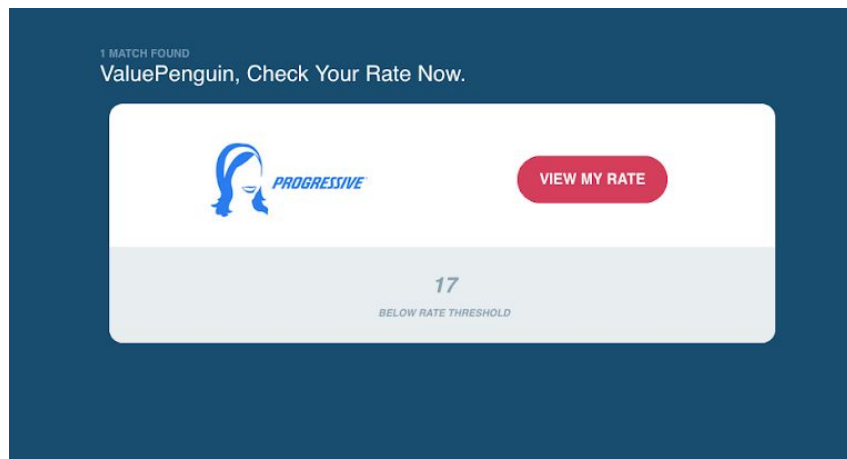 1 MATCH FOUND
ValuePenguin, Check Your Rate Now.
PROGRESSIVE
VIEW MY RATE
17
BELOW RATE THRESHOLD